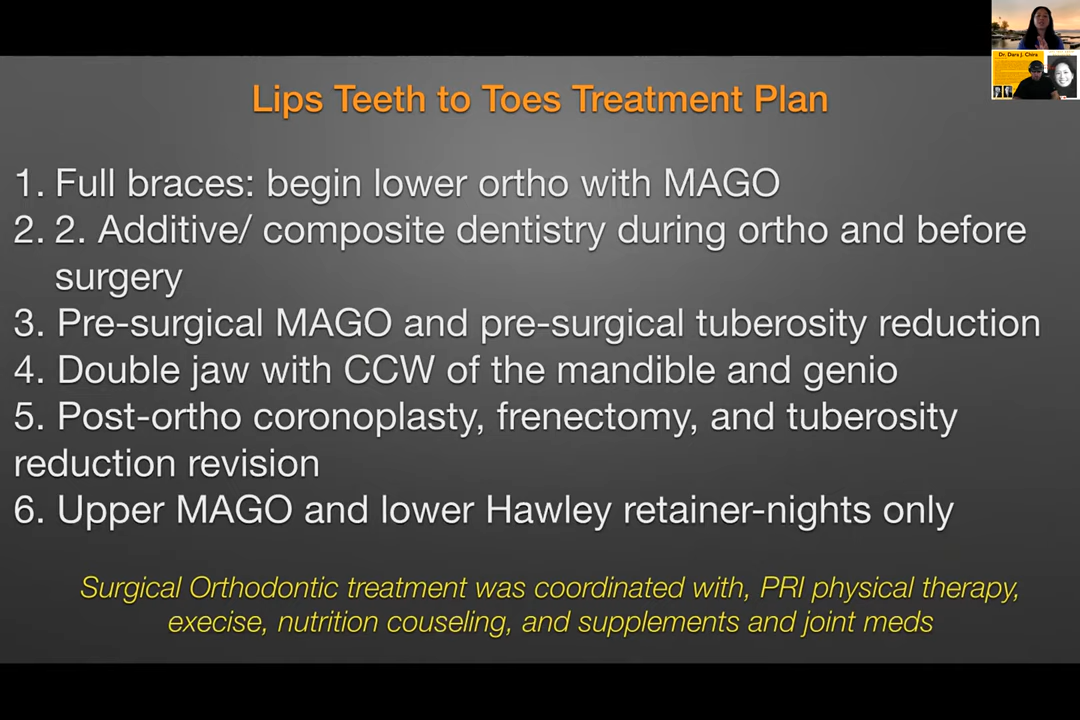 Dr. Dara J. Chira
Lips Teeth to Toes Treatment Plan
1. Full braces: begin lower ortho with MAGO
2. 2. Additive/ composite dentistry during ortho and before
surgery
3. Pre-surgical MAGO and pre-surgical tuberosity reduction
4. Double jaw with CCW of the mandible and genio
5. Post-ortho coronoplasty, frenectomy, and tuberosity
reduction revision
6. Upper MAGO and lower Hawley retainer-nights only
Surgical Orthodontic treatment was coordinated with, PRI physical therapy,
execise, nutrition couseling, and supplements and joint meds